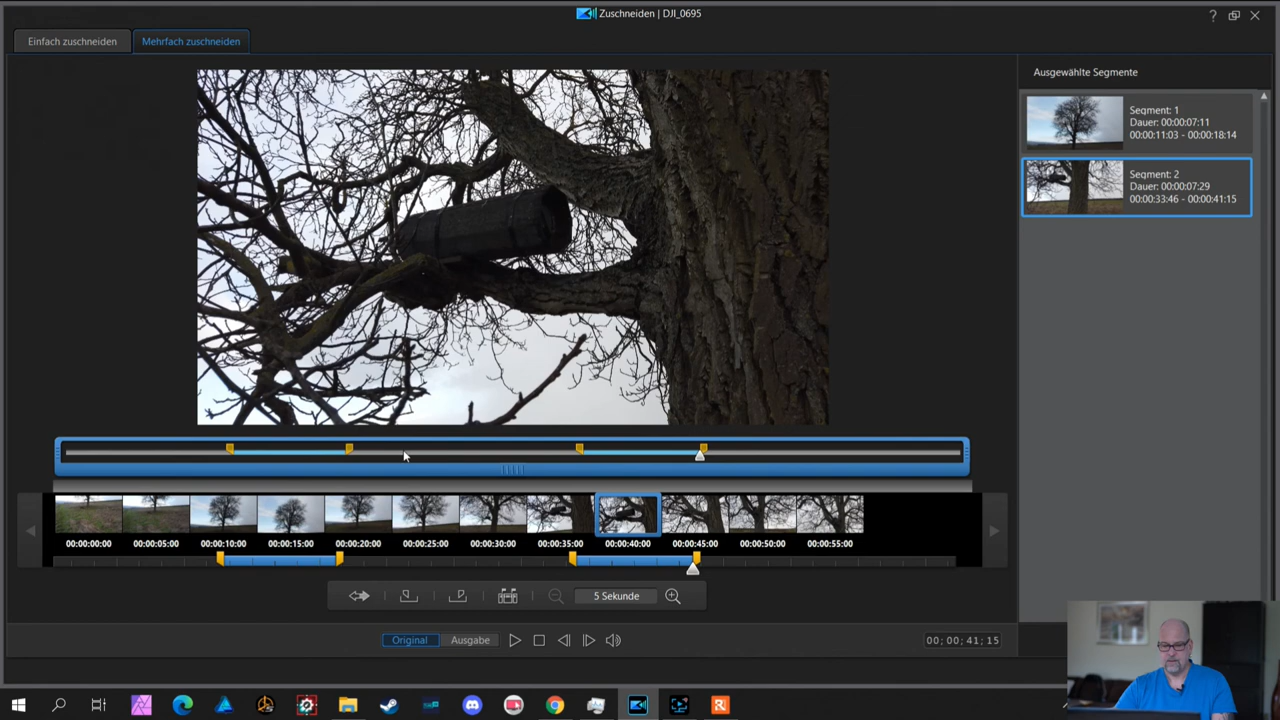 Zuschneiden | DJI_0695
?
Einfach zuschneiden
Mehrfach zuschneiden
Ausgewählte Segmente
Segment: 1
Dauer: 00:00:07:11
00:00:11:03 - 00:00:18:14
Segment: 2
Dauer: 00:00:07:29
00:00:33:46 - 00:00:41:15
00:00:00:00 00:00:05:00 00:00:10:00 00:00:15:00 00:00:20:00 00:00:25:00 00:00:30:00 00:00:35:00 00:00:40:00 00:00:45:00 00:00:50:00 00:00:55:00
5 Sekunde
Original
Ausgabe
00; 00; 41; 15